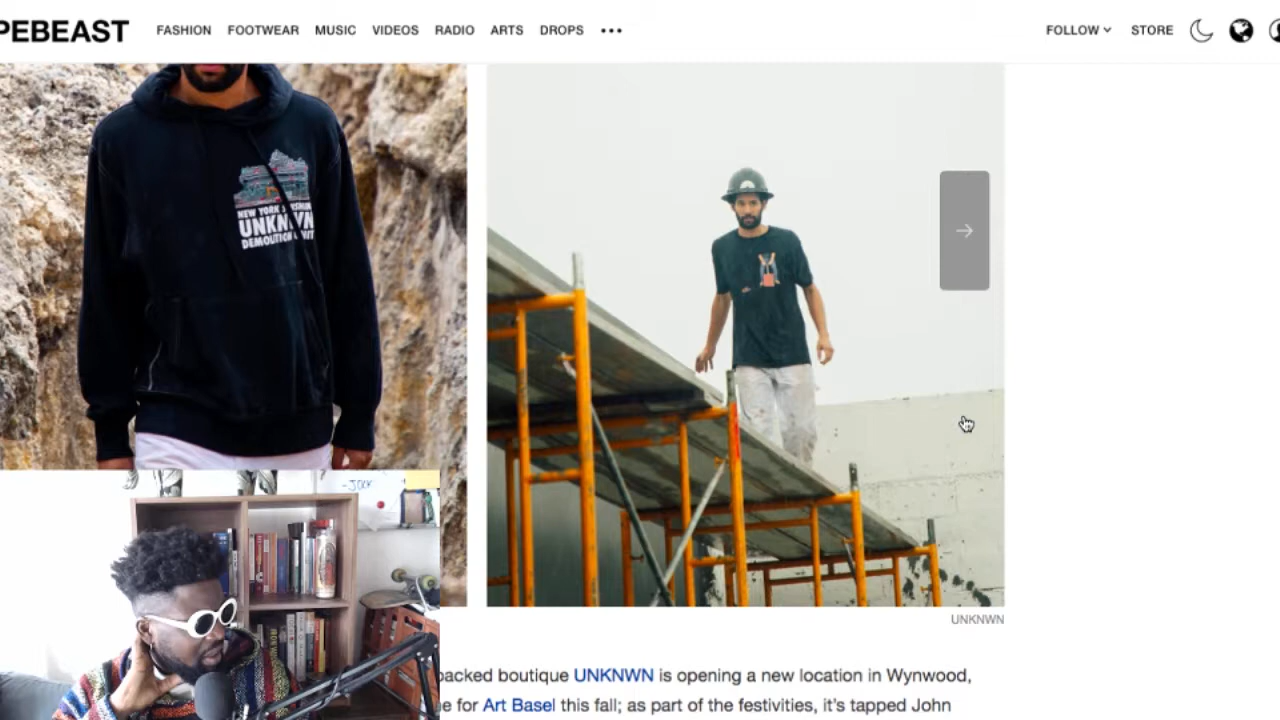 PEBEAST FASHION FOOTWEAR MUSIC VIDEOS RADIO ARTS DROPS ••• FOLLOW STORE
NEW YORK
UNKNWN
-JOCK
UNKNWN
backed boutique UNKNWN is opening a new location in Wynwood,
e for Art Basel this fall; as part of the festivities, it's tapped John